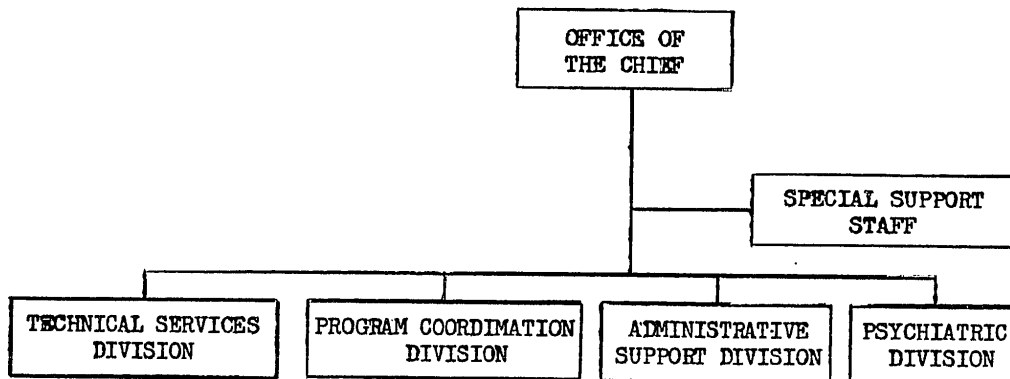 OFFICE OF
THE CHIEF
SPECIAL SUPPORT
STAFF
TECHNICAL SERVICES
DIVISION
PROGRAM COORDIMATION
DIVISION
ADMINISTRATIVE
SUPPORT DIVISION
PSYCHIATRIC
DIVISION